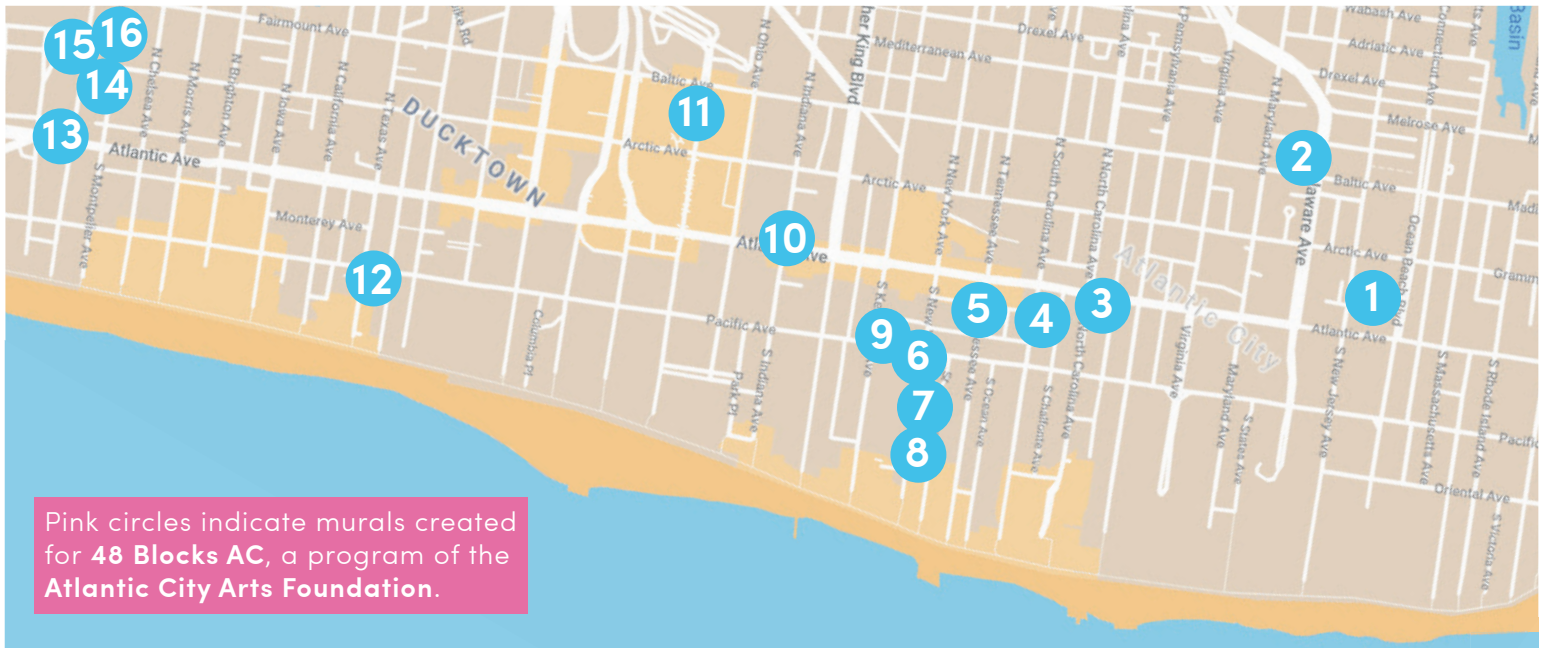 15
16
14
13
Fairmount Ave
N Chelsea Ave
N Morris Ave
N Brighton Ave
N Iowa Ave
N California Ave
N Texas Ave
Atlantic Ave
S Montpelier Ave
Monterey Ave
12
DUCKTOWN
Baltic Ave
11
Arctic Ave
N Ohio Ave
N Indiana Ave
her King Blvd
Mediterranean Ave
Drexel Ave
N Pennsylvania Ave
Virginia Ave
N Maryland Ave
Wabash Ave
Adriatic Ave
Drexel Ave
Connecticut Ave
Basin
Melrose Ave
2
Baltic Ave
aware Ave
Arctic Ave
Ocean Beach Blvd
1
Atlantic Ave
10
Atl
ve
Arctic Ave
N New York Ave
N Tennessee Ave
N South Carolina Ave
N North Carolina Ave
Atlantic City
5
4
3
9
6
7
8
Columbia Pl
Pacific Ave
Park Pl
S Indiana Ave
essee Ave
S Ocean Ave
S Chalfonte Ave
North Carolina Ave
Virginia Ave
Maryland Ave
S States Ave
S New Jersey Ave
S Massachusetts Ave
S Rhode Island Ave
Pacific
Oriental Ave
S Victoria Ave
Pink circles indicate murals created
for 48 Blocks AC, a program of the
Atlantic City Arts Foundation.